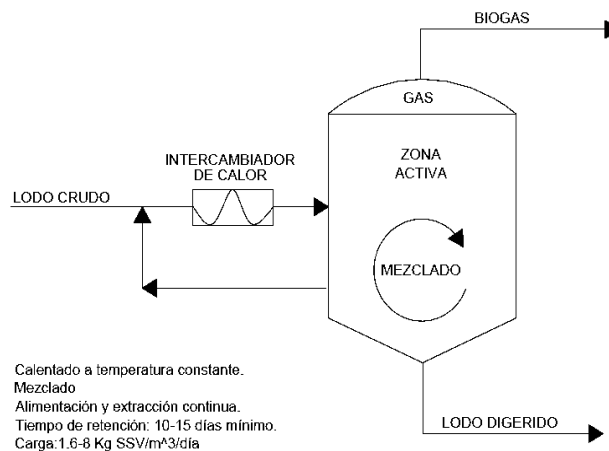 BIOGAS
GAS
INTERCAMBIADOR
DE CALOR
ZONA
ACTIVA
LODO CRUDO
MEZCLADO
Calentado a temperatura constante.
Mezclado
Alimentación y extracción continua.
Tiempo de retención: 10-15 días mínimo.
Carga:1.6-8 Kg SSV/m^3/día
LODO DIGERIDO